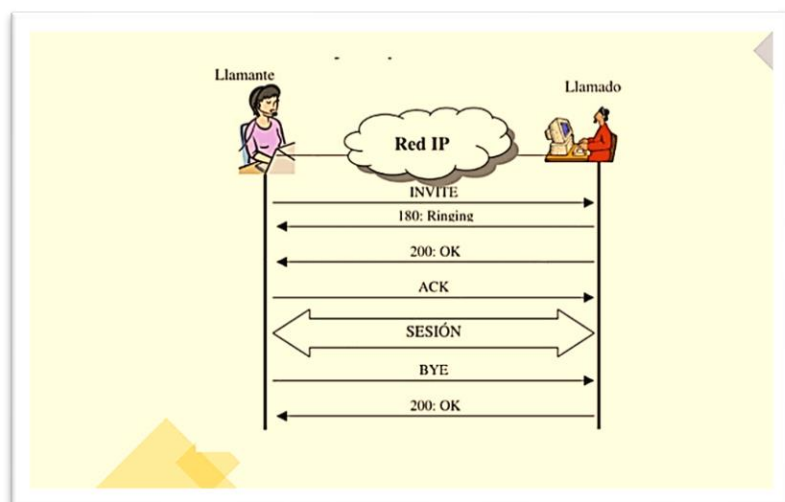 Llamante
Llamado
Red IP
INVITE
180: Ringing
200: OK
ACK
SESIÓN
BYE
200: OK